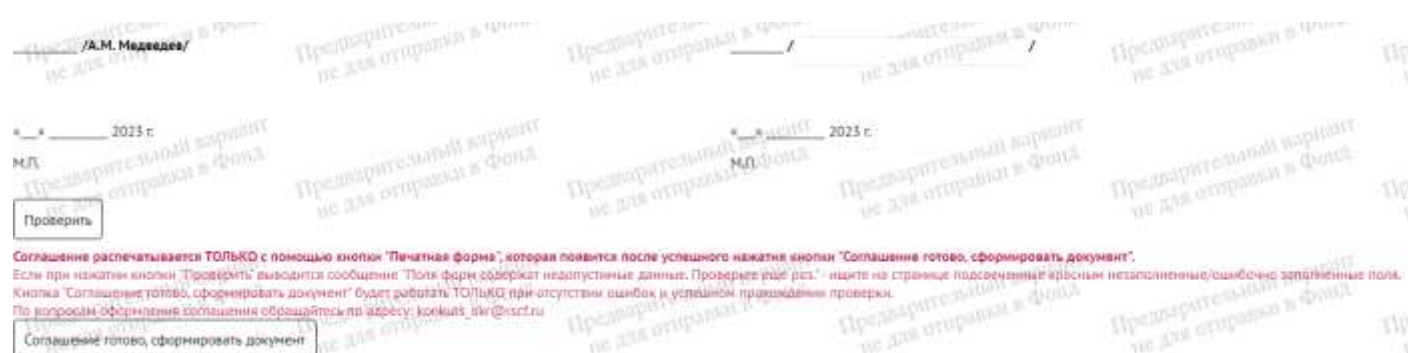 _________ /А.М. Медведев/ _______ / /
«__» _________ 2023 г. «__» _________ 2023 г.
М.П. М.П.
Проверить
Соглашение распечатывается ТОЛЬКО с помощью кнопки "Печатная форма", которая появится после успешного нажатия кнопки "Соглашение готово, сформировать документ".
Если при нажатии кнопки "Проверить" выводится сообщение "Поля форм содержат недопустимые данные. Проверьте еще раз." - ищите на странице подсвеченные красным незаполненные/ошибочно заполненные поля.
Кнопка "Соглашение готово, сформировать документ" будет работать ТОЛЬКО при отсутствии ошибок и успешном прохождении проверки.
По вопросам оформления соглашения обращайтесь по адресу:
Соглашение готово, сформировать документ
Предварительный вариант
не для отправки в Фонд